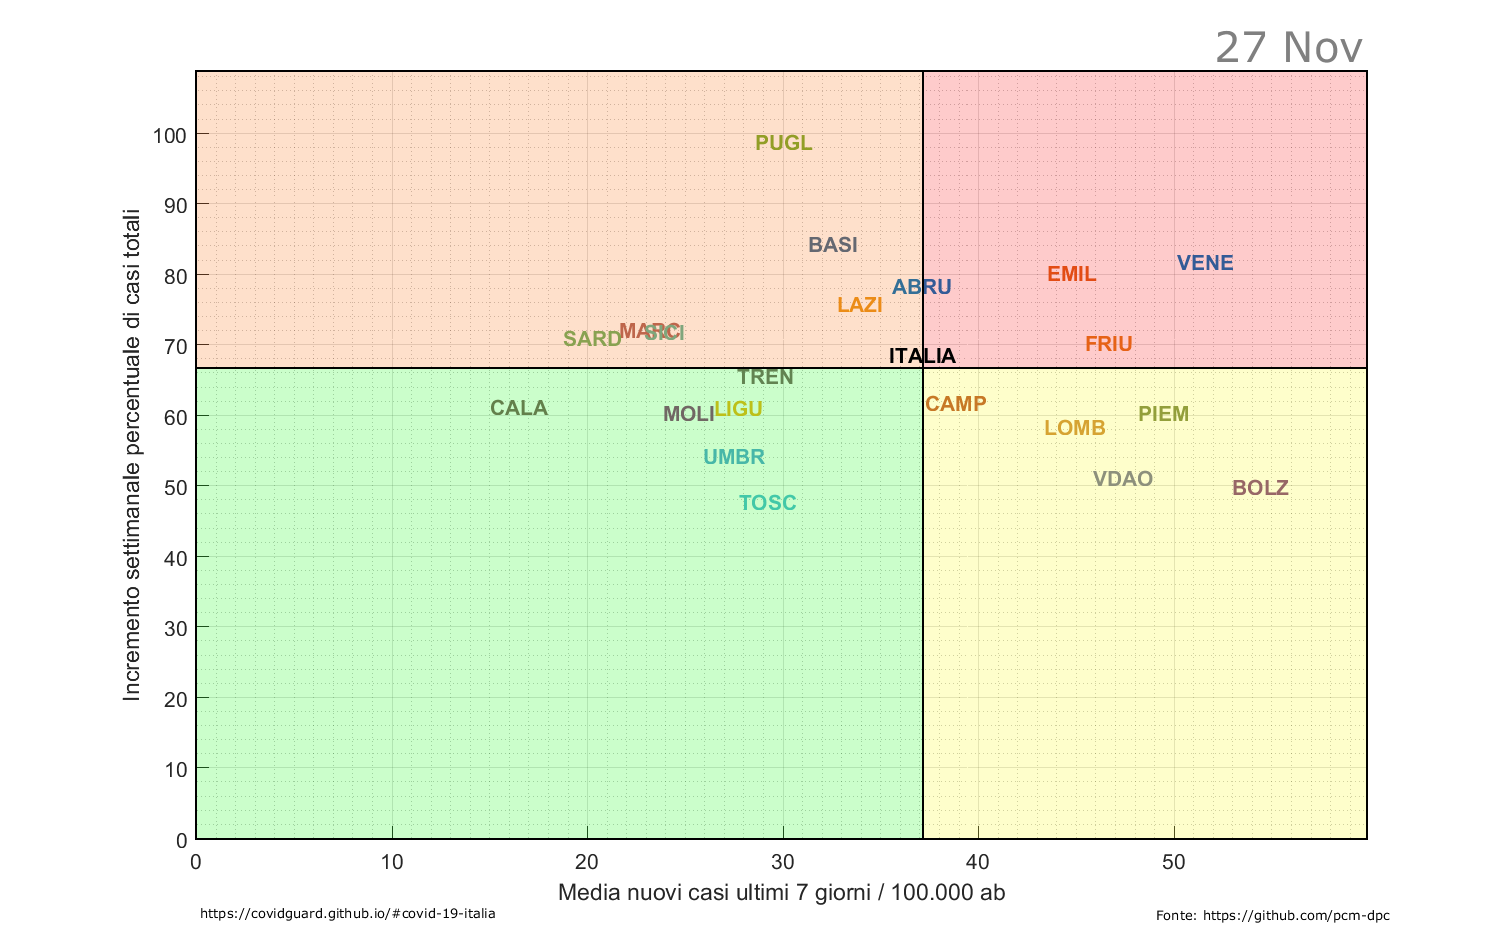 27 Nov
100
90
80
70
60
50
40
30
20
10
0
Incremento settimanale percentuale di casi totali
PUGL
BASI
VENE
EMIL
ABRU
LAZI
MARC
SICI
SARD
FRIU
ITALIA
TREN
CALA
MOLI
LIGU
CAMP
PIEM
LOMB
UMBR
VDAO
BOLZ
TOSC
0
10
20
30
40
50
Media nuovi casi ultimi 7 giorni / 100.000 ab
https://covidguard.github.io/#covid-19-italia
Fonte: https://github.com/pcm-dpc